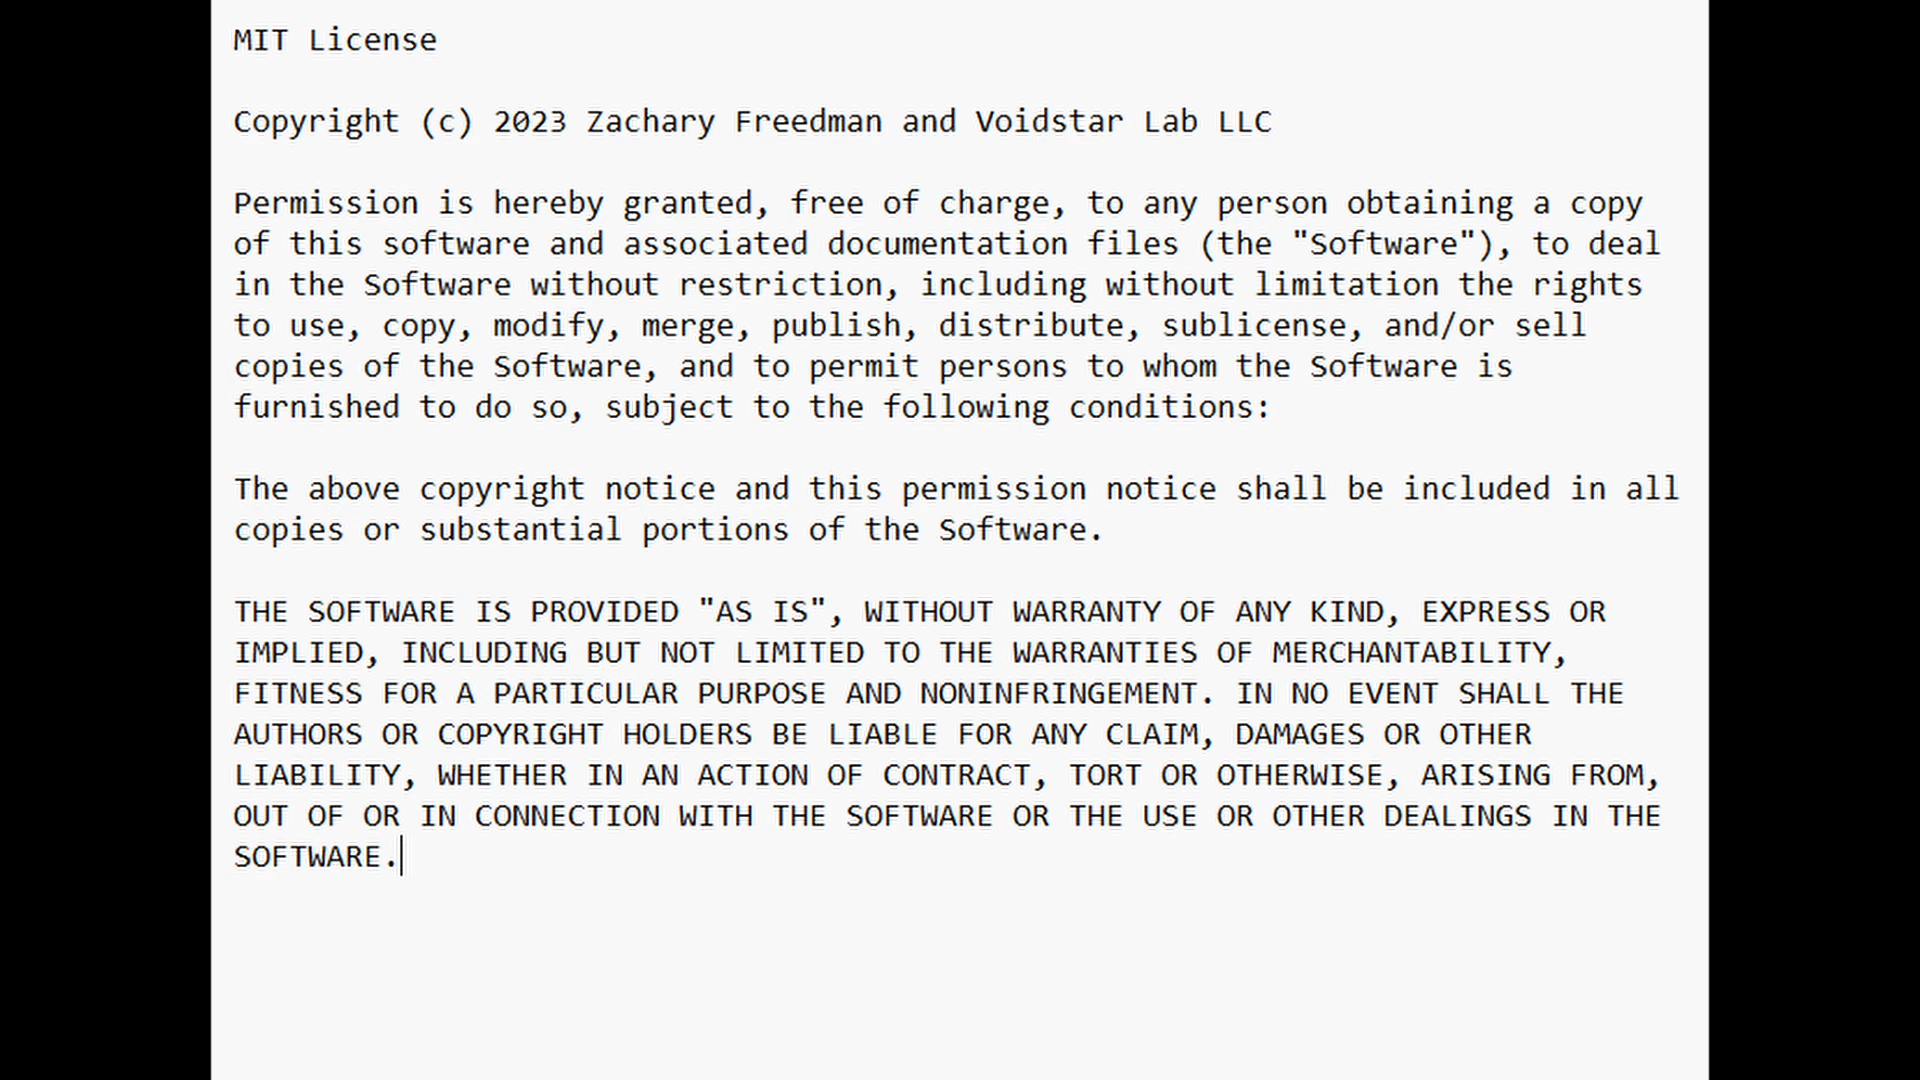 MIT License
Copyright (c) 2023 Zachary Freedman and Voidstar Lab LLC
Permission is hereby granted, free of charge, to any person obtaining a copy
of this software and associated documentation files (the "Software"), to deal
in the Software without restriction, including without limitation the rights
to use, copy, modify, merge, publish, distribute, sublicense, and/or sell
copies of the Software, and to permit persons to whom the Software is
furnished to do so, subject to the following conditions:
The above copyright notice and this permission notice shall be included in all
copies or substantial portions of the Software.
THE SOFTWARE IS PROVIDED "AS IS", WITHOUT WARRANTY OF ANY KIND, EXPRESS OR
IMPLIED, INCLUDING BUT NOT LIMITED TO THE WARRANTIES OF MERCHANTABILITY,
FITNESS FOR A PARTICULAR PURPOSE AND NONINFRINGEMENT. IN NO EVENT SHALL THE
AUTHORS OR COPYRIGHT HOLDERS BE LIABLE FOR ANY CLAIM, DAMAGES OR OTHER
LIABILITY, WHETHER IN AN ACTION OF CONTRACT, TORT OR OTHERWISE, ARISING FROM,
OUT OF OR IN CONNECTION WITH THE SOFTWARE OR THE USE OR OTHER DEALINGS IN THE
SOFTWARE.